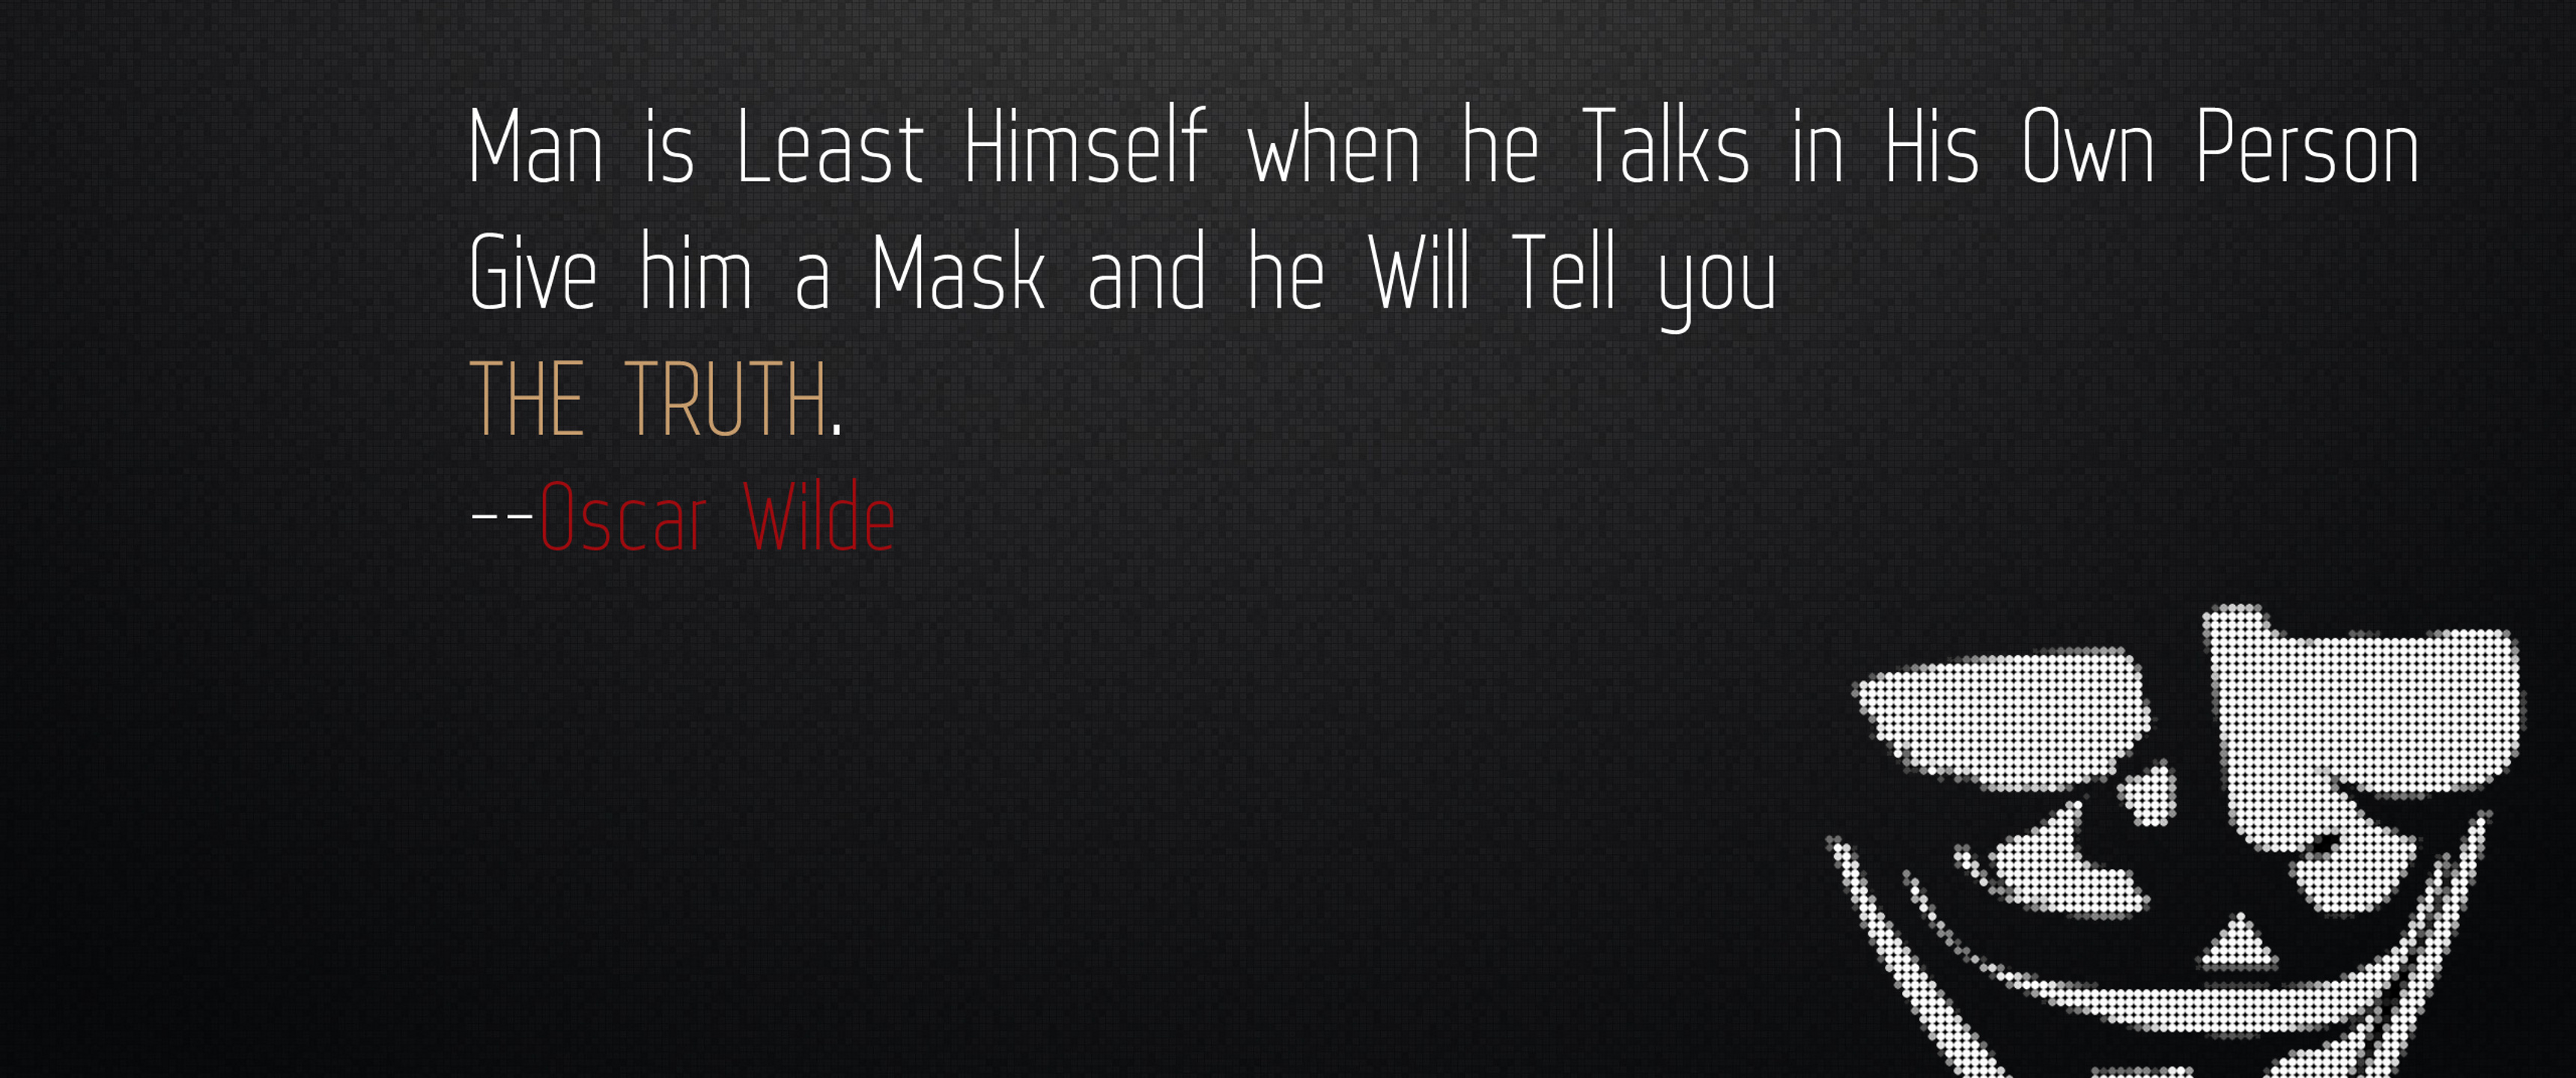 Man is Least Himself when he Talks in His Own Person
Give him a Mask and he Will Tell you
THE TRUTH.
--Oscar Wilde